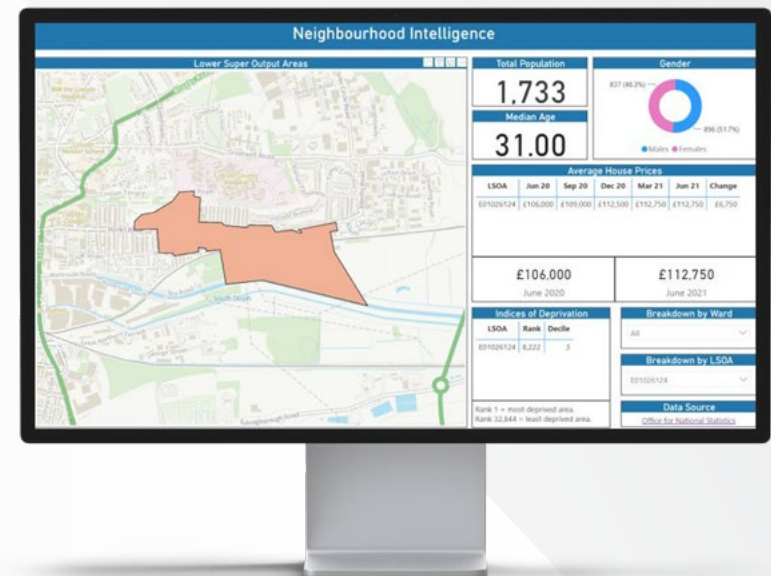 Neighbourhood Intelligence
Lower Super Output Areas
Total Population
1,733
Median Age
31.00
Gender
837 (48.3%)
896 (51.7%)
Males Females
Average House Prices
LSOA Jun 20 Sep 20 Dec 20 Mar 21 Jun 21 Change
E01026124 £106,000 £109,000 £112,500 £112,750 £112,750 £6,750
£106,000
June 2020
£112,750
June 2021
Indices of Deprivation
LSOA Rank Decile
E01026124 8,222 3
Rank 1 = most deprived area.
Rank 32,844 = least deprived area.
Breakdown by Ward
All
Breakdown by LSOA
E01026124
Data Source
Office for National Statistics
South Delph